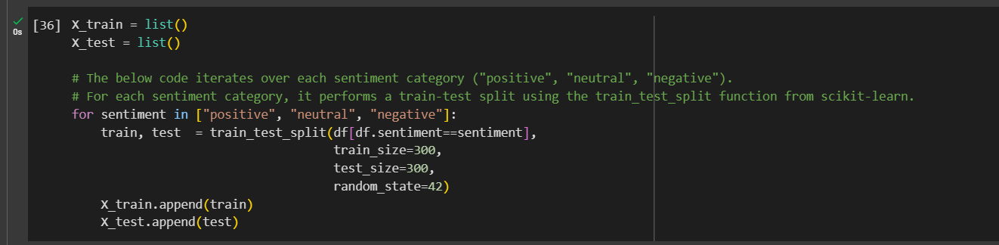 [36] X_train = list()
0s
X_test = list()
# The below code iterates over each sentiment category ("positive", "neutral", "negative").
# For each sentiment category, it performs a train-test split using the train_test_split function from scikit-learn.
for sentiment in ["positive", "neutral", "negative"]:
    train, test  = train_test_split(df[df.sentiment==sentiment],
                                    train_size=300,
                                    test_size=300,
                                    random_state=42)
    X_train.append(train)
    X_test.append(test)